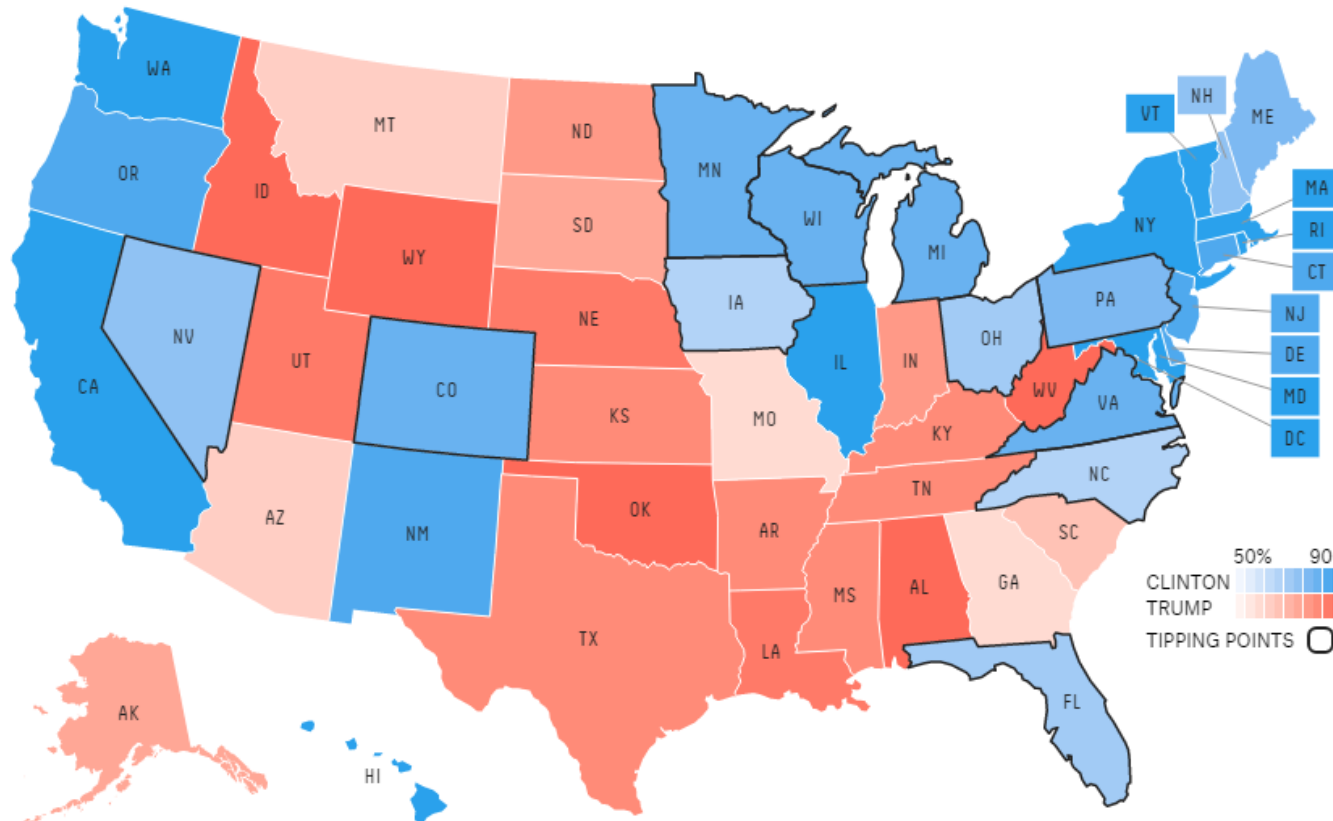 WA
NH
VT
ME
MT
ND
OR
MN
ID
SD
WI
MA
NY
RI
MI
WY
CT
IA
PA
NE
NJ
NV
OH
UT
IN
DE
CA
CO
IL
WV
MD
VA
KS
MO
KY
DC
NC
TN
OK
AZ
NM
AR
SC
50% 90
CLINTON
TRUMP
GA
AL
MS
TX
LA
TIPPING POINTS
FL
AK
HI